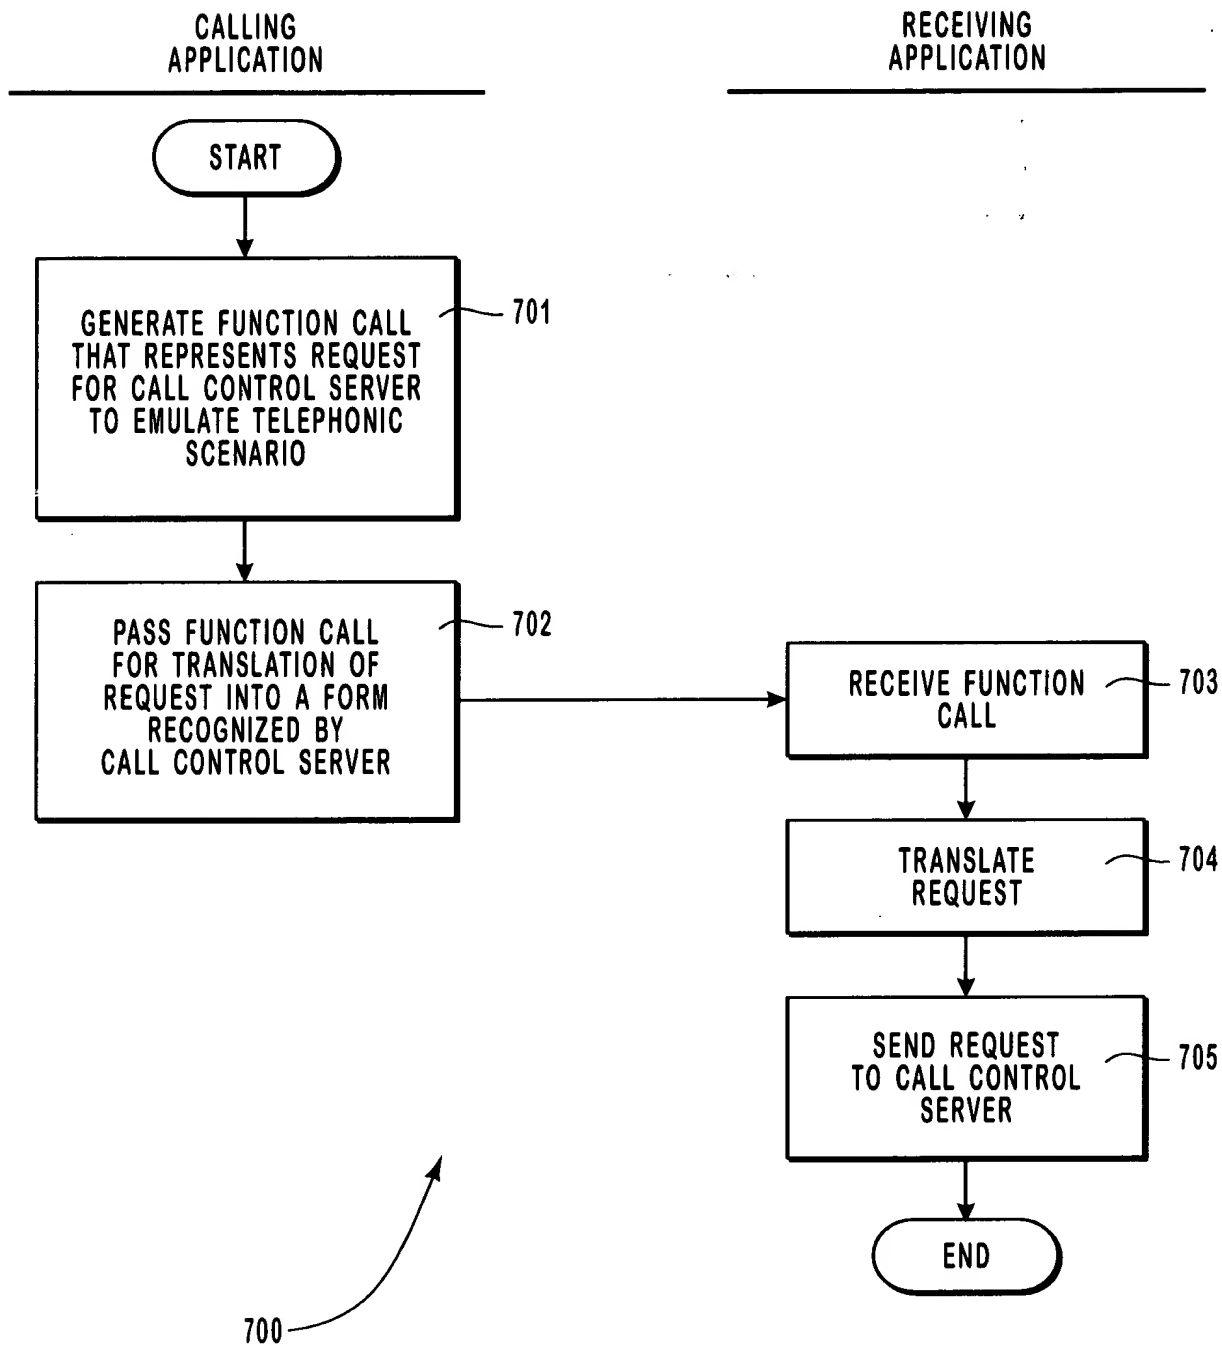 CALLING
APPLICATION
START
GENERATE FUNCTION CALL
THAT REPRESENTS REQUEST
FOR CALL CONTROL SERVER
TO EMULATE TELEPHONIC
SCENARIO
701
PASS FUNCTION CALL
FOR TRANSLATION OF
REQUEST INTO A FORM
RECOGNIZED BY
CALL CONTROL SERVER
702
RECEIVING
APPLICATION
RECEIVE FUNCTION
CALL
703
TRANSLATE
REQUEST
704
SEND REQUEST
TO CALL CONTROL
SERVER
705
END
700